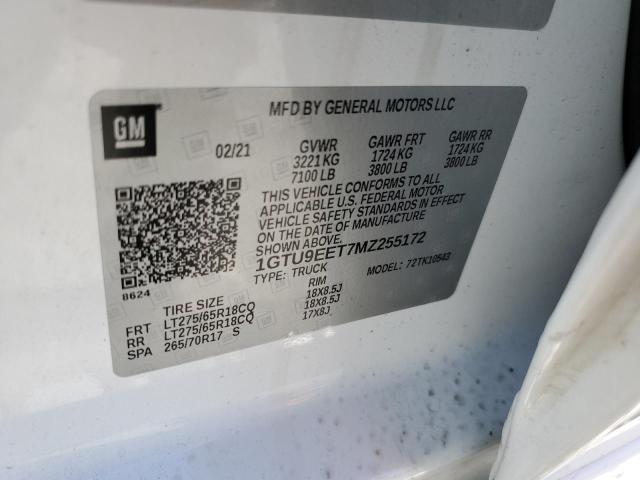 GM
MFD BY GENERAL MOTORS LLC
02/21
GVWR GAWR FRT GAWR RR
3221 KG 1724 KG 1724 KG
7100 LB 3800 LB 3800 LB
THIS VEHICLE CONFORMS TO ALL
APPLICABLE U.S. FEDERAL MOTOR
VEHICLE SAFETY STANDARDS IN EFFECT
ON THE DATE OF MANUFACTURE
1GTU9EET7MZ255172
TYPE: TRUCK MODEL: 72TK10543
8624
TIRE SIZE RIM
FRT LT275/65R18CQ 18X8.5J
RR LT275/65R18CQ 18X8.5J
SPA 265/70R17 S 17X8J